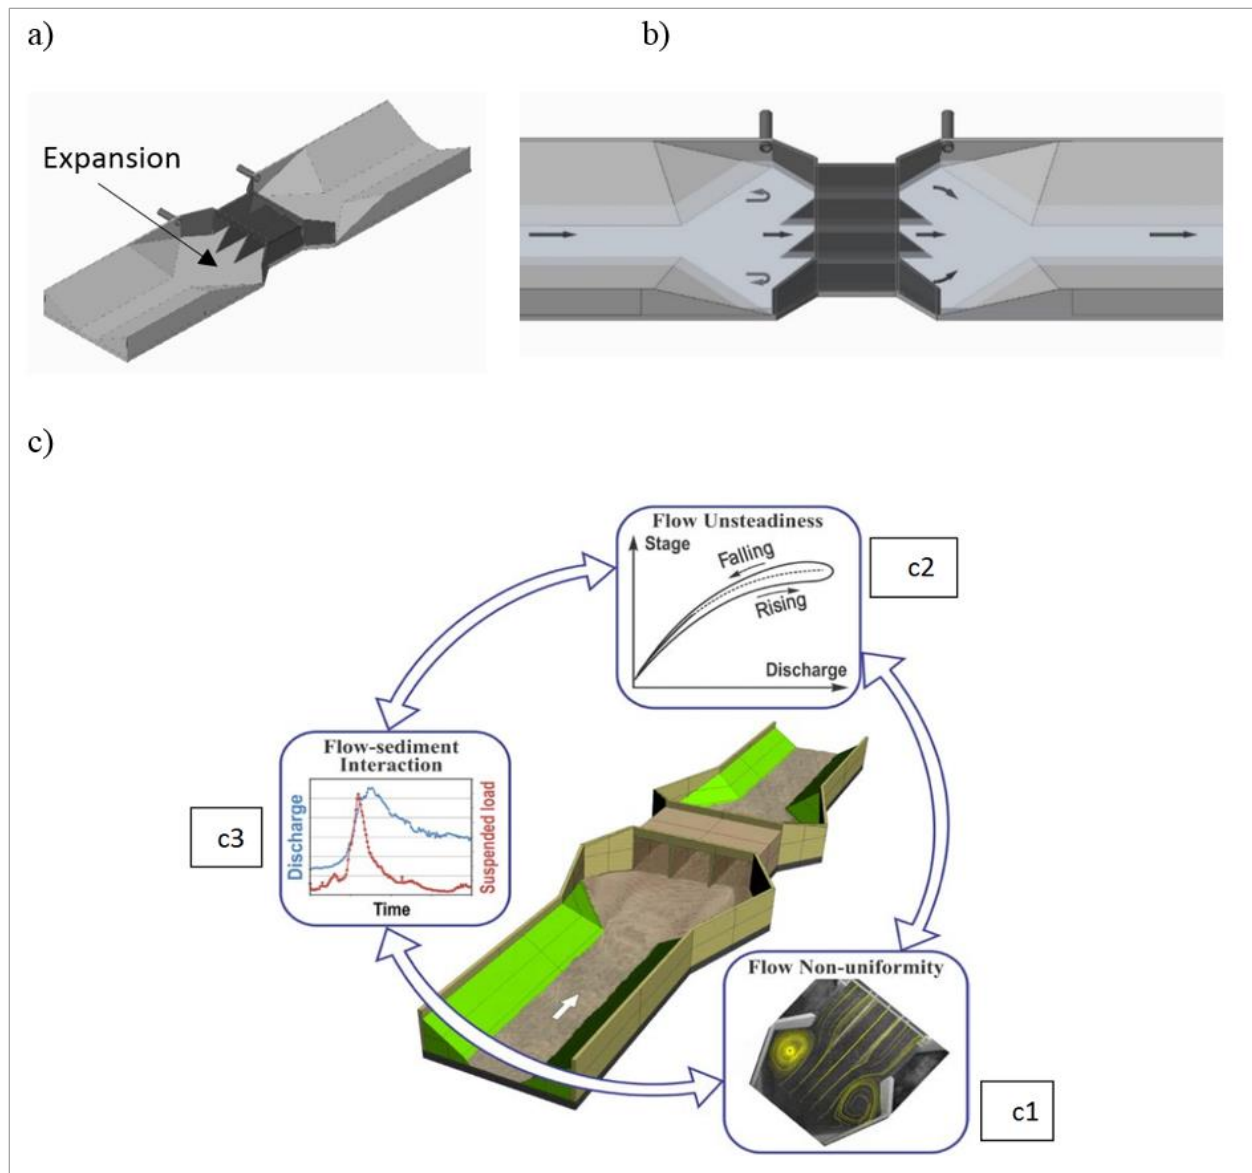 a)
b)
Expansion
c)
Flow Unsteadiness
Stage
Falling
Rising
Discharge
c2
Flow-sediment
Interaction
Discharge
Suspended load
Time
c3
Flow Non-uniformity
c1